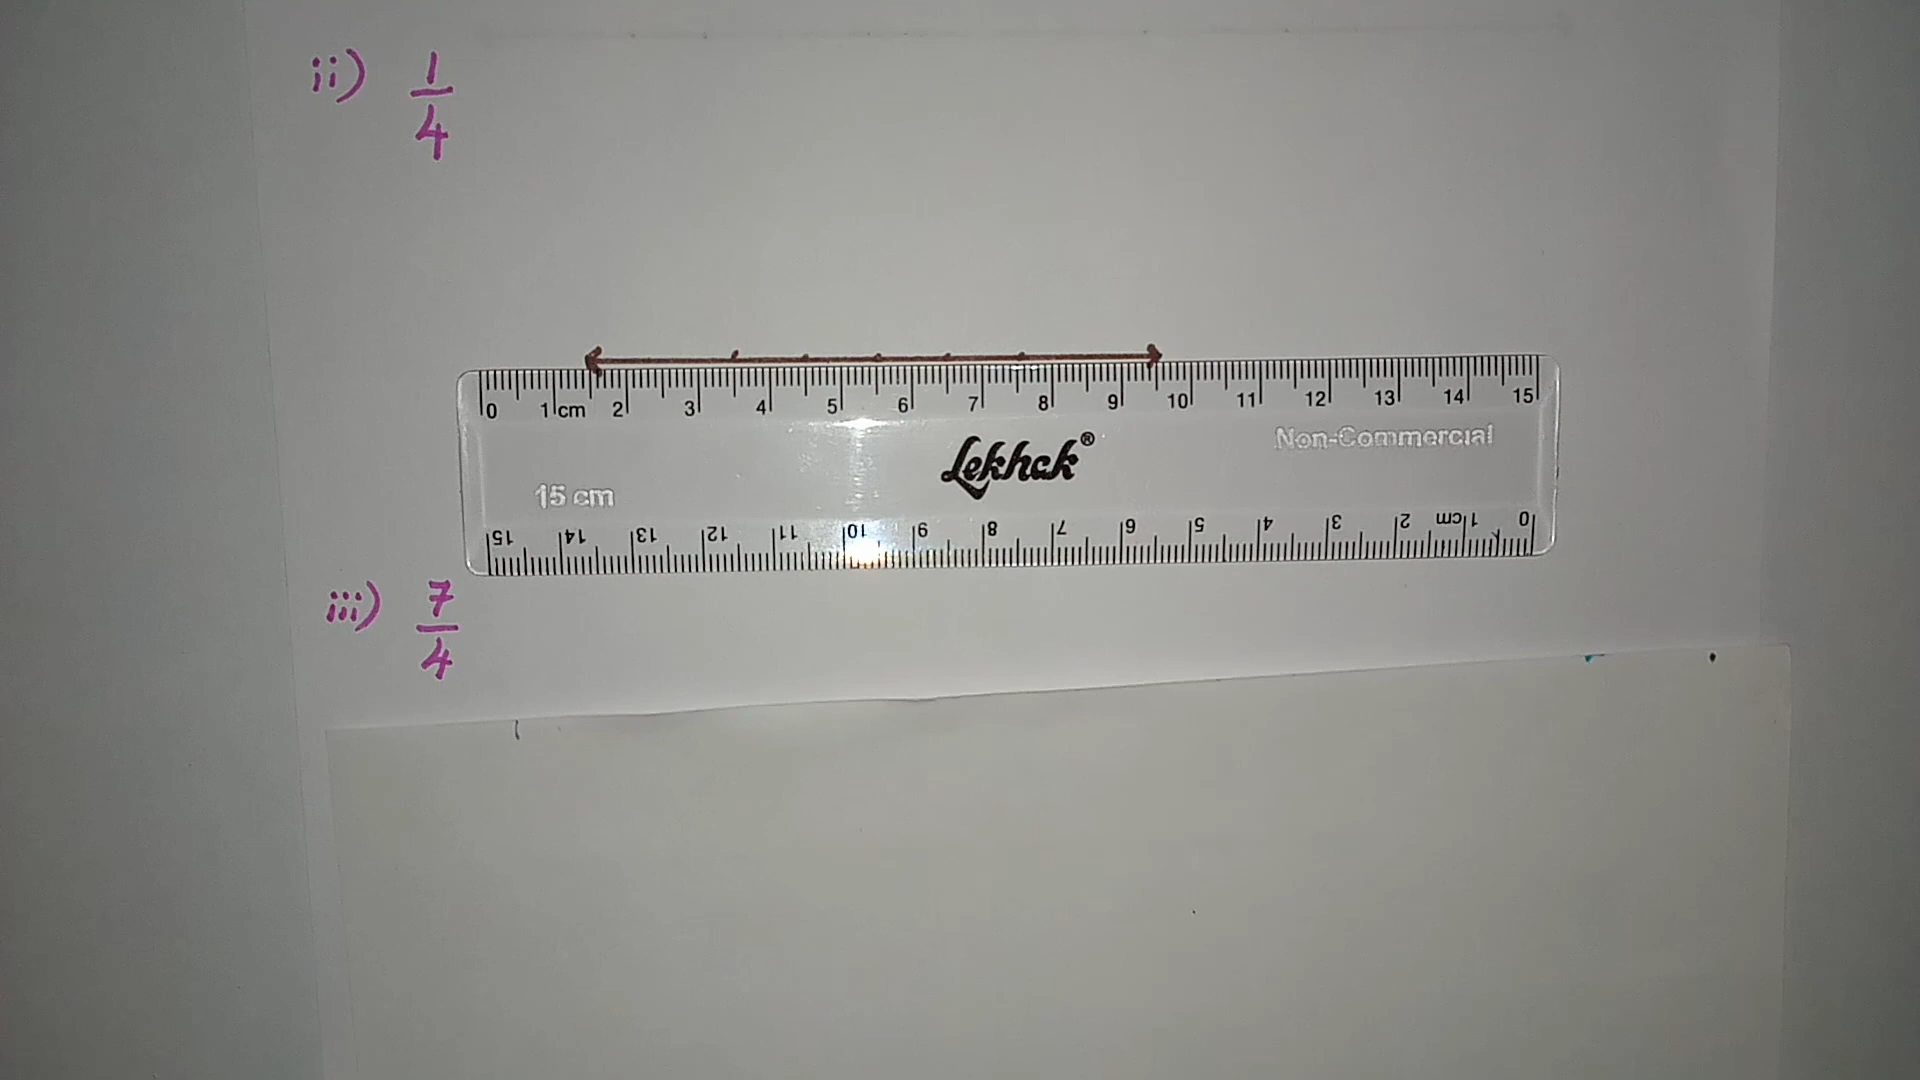 ii) 1/4
0 1 cm 2 3 4 5 6 7 8 9 10 11 12 13 14 15
Lekhak®
Non-Commercial
15 cm
15 14 13 12 11 10 9 8 7 6 5 4 3 2 1 cm 0
iii) 7/4